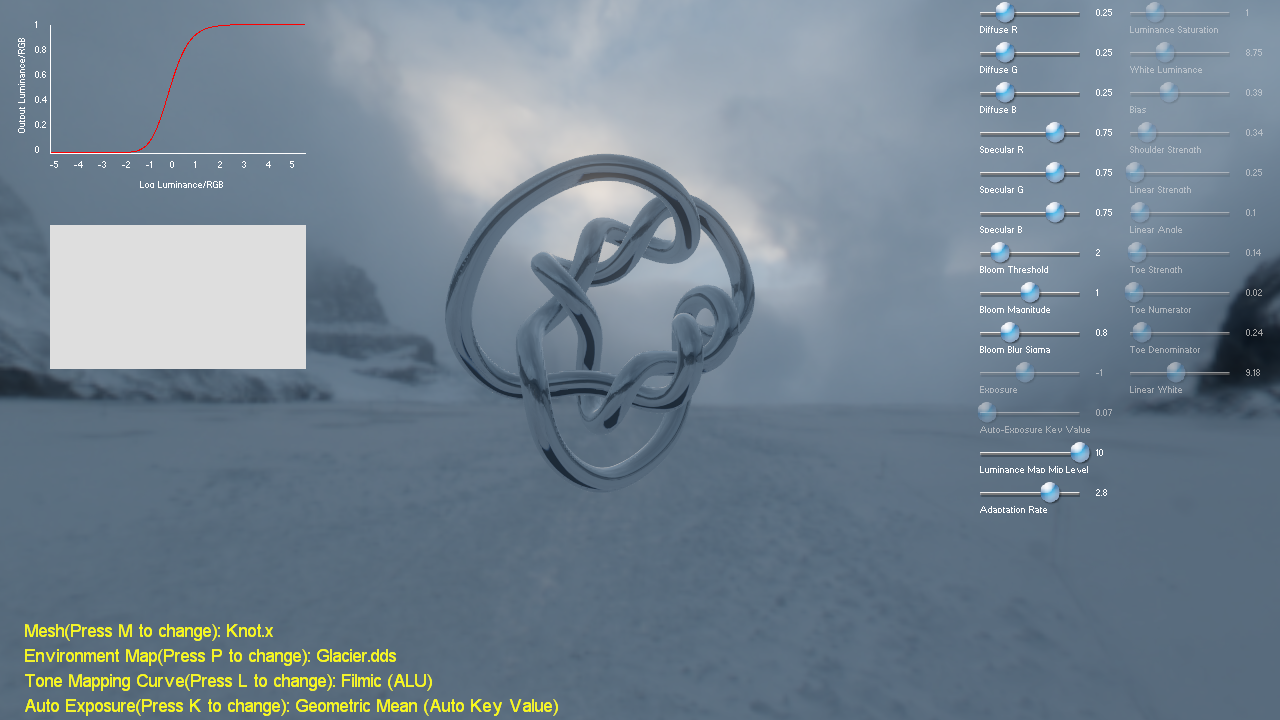 Output Luminance/RGB
1
0.8
0.6
0.4
0.2
0
-5 -4 -3 -2 -1 0 1 2 3 4 5
Log Luminance/RGB
0.25
Diffuse R
0.25
Diffuse G
0.25
Diffuse B
0.75
Specular R
0.75
Specular G
0.75
Specular B
2
Bloom Threshold
1
Bloom Magnitude
0.8
Bloom Blur Sigma
-1
Exposure
0.07
Auto-Exposure Key Value
10
Luminance Map Mip Level
2.8
Adaptation Rate
1
Luminance Saturation
8.75
White Luminance
0.39
Bias
0.34
Shoulder Strength
0.25
Linear Strength
0.1
Linear Angle
0.14
Toe Strength
0.02
Toe Numerator
0.24
Toe Denominator
9.18
Linear White
Mesh(Press M to change): Knot.x
Environment Map(Press P to change): Glacier.dds
Tone Mapping Curve(Press L to change): Filmic (ALU)
Auto Exposure(Press K to change): Geometric Mean (Auto Key Value)